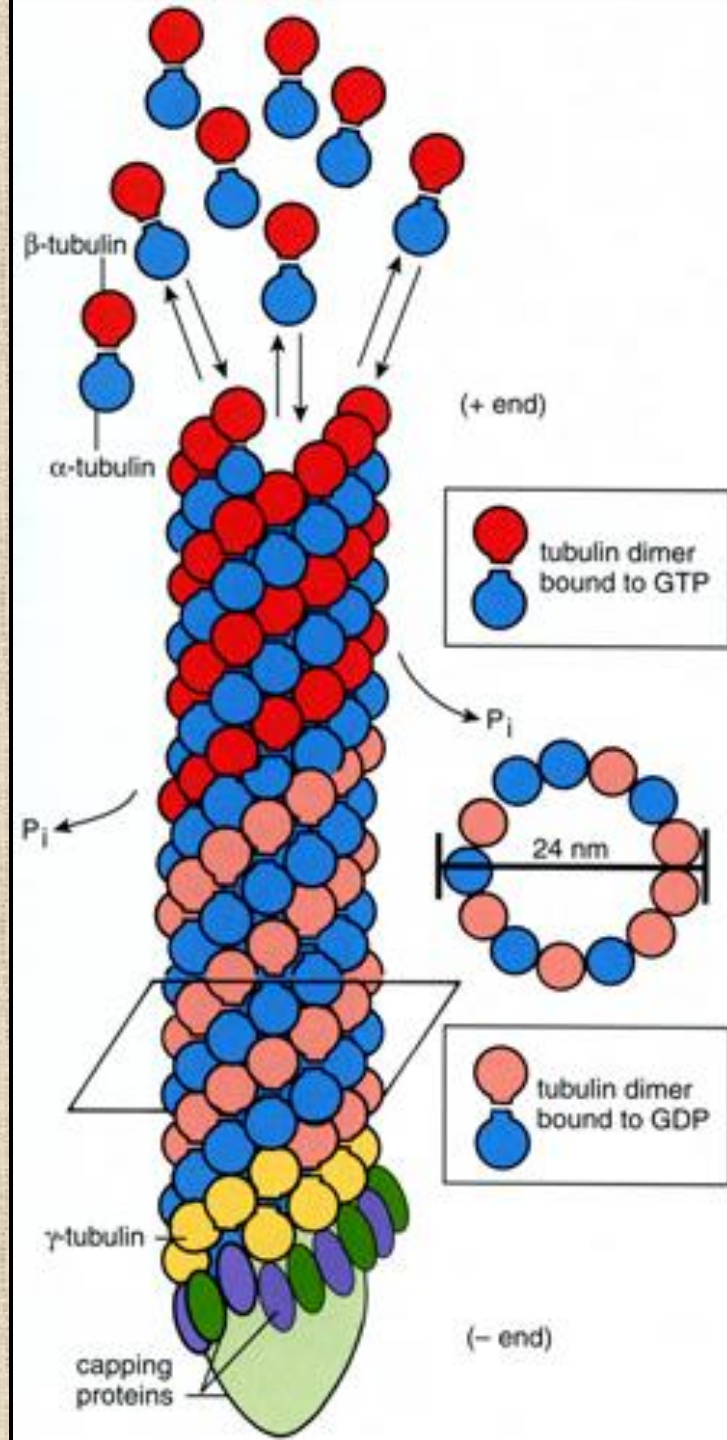 β-tubulin
α-tubulin
(+ end)
tubulin dimer
bound to GTP
Pi
Pi
24 nm
tubulin dimer
bound to GDP
γ-tubulin
(– end)
capping
proteins